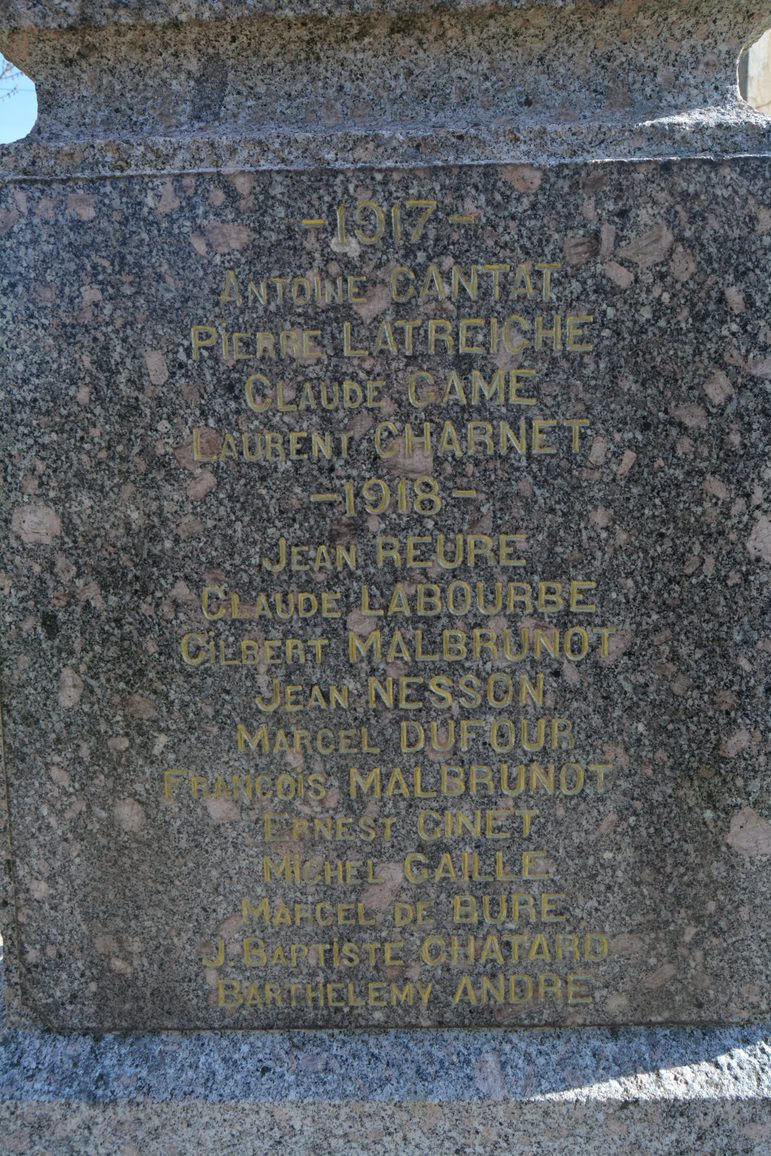 -1917-
ANTOINE CANTAT
PIERRE LATREICHE
CLAUDE GAME
LAURENT CHARNET
-1918-
JEAN REURE
CLAUDE LABOURBE
GILBERT MALBRUNOT
JEAN NESSON
MARCEL DUFOUR
FRANÇOIS MALBRUNOT
ERNEST GINET
MICHEL GAILLE
MARCEL DE BURE
J. BAPTISTE CHATARD
BARTHELEMY ANDRE